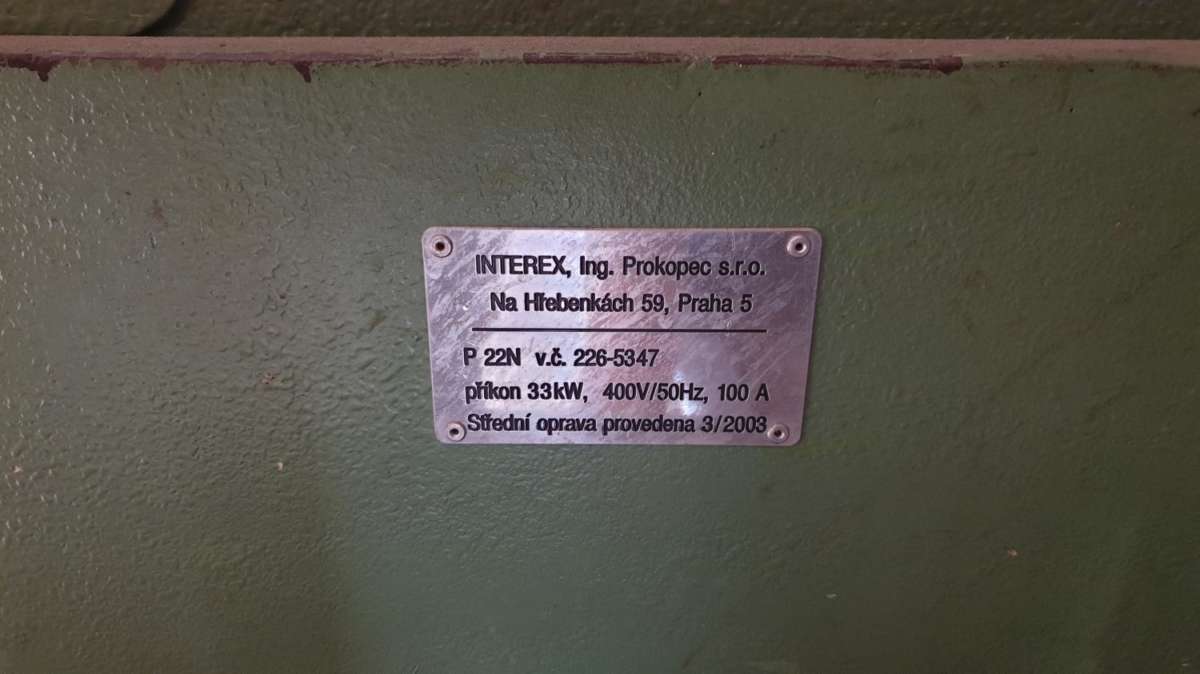 INTEREX, Ing. Prokopec s.r.o.
Na Hřebenkách 59, Praha 5
P 22N v.č. 226-5347
příkon 33kW, 400V/50Hz, 100 A
Střední oprava provedena 3/2003